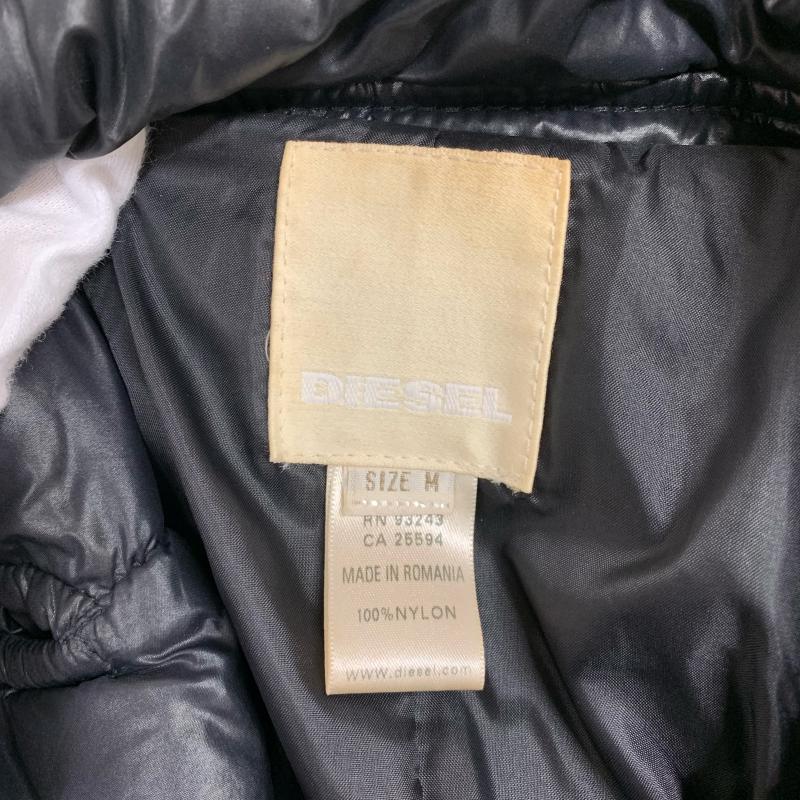 DIESEL
SIZE M
RN 93243
CA 25594
MADE IN ROMANIA
100%NYLON
www.diesel.com